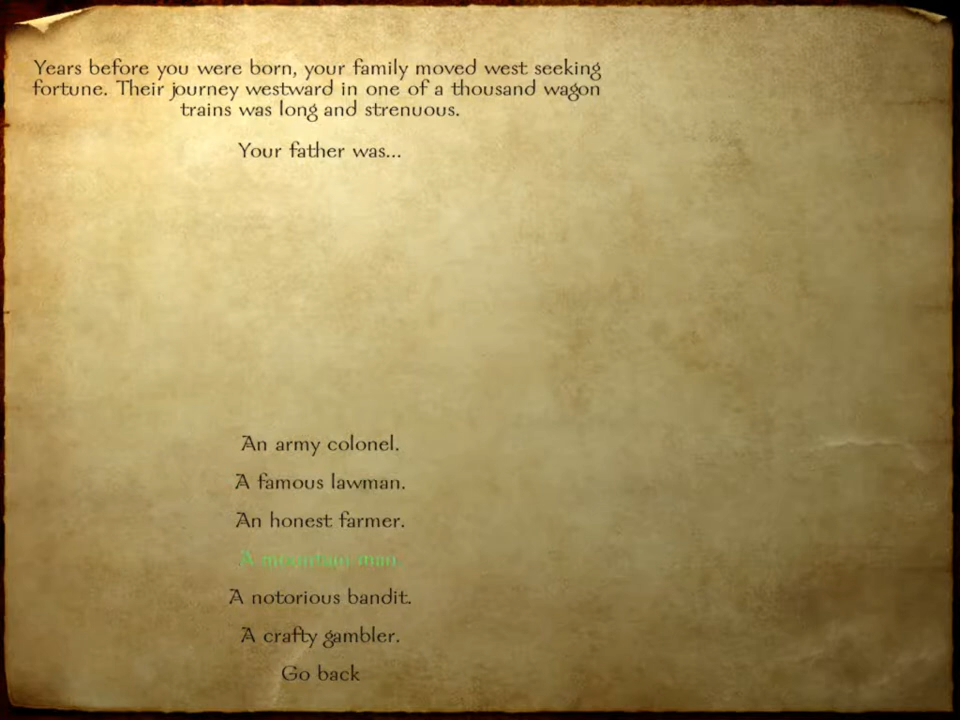 Years before you were born, your family moved west seeking
fortune. Their journey westward in one of a thousand wagon
trains was long and strenuous.
Your father was...
An army colonel.
A famous lawman.
An honest farmer.
A mountain man.
A notorious bandit.
A crafty gambler.
Go back